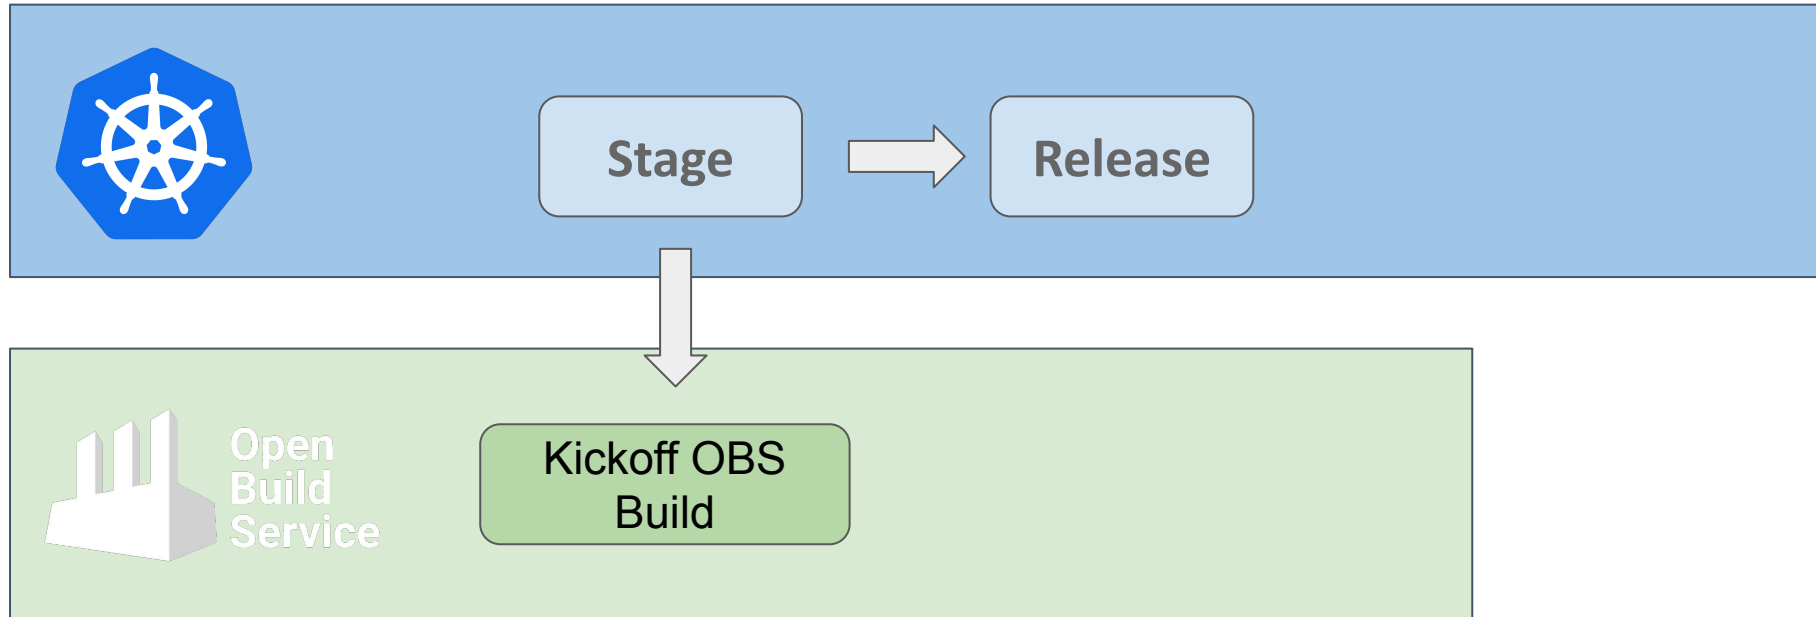 Stage
Release
Open
Build
Service
Kickoff OBS
Build